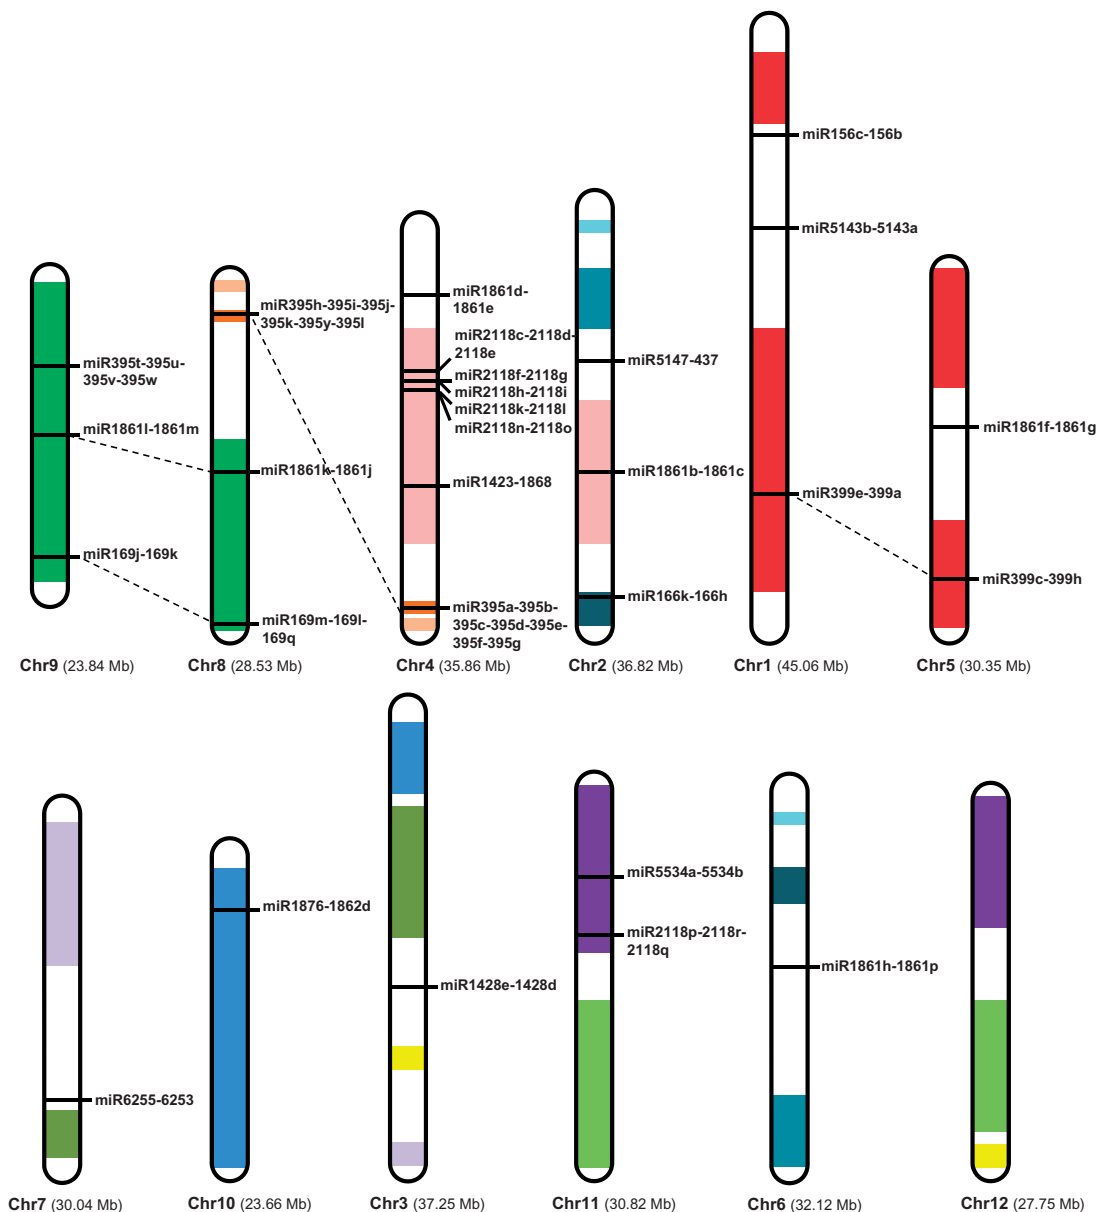 miR156c-156b
miR5143b-5143a
miR1861d-
1861e
miR395h-395i-395j-
395k-395y-395l
miR2118c-2118d-
2118e
miR395t-395u-
395v-395w
miR5147-437
miR2118f-2118g
miR2118h-2118i
miR2118k-2118l
miR2118n-2118o
miR1861l-1861m
miR1861f-1861g
miR1861k-1861j
miR1861b-1861c
miR1423-1868
miR399e-399a
miR169j-169k
miR399c-399h
miR166k-166h
miR395a-395b-
395c-395d-395e-
395f-395g
miR169m-169l-
169q
Chr9 (23.84 Mb)
Chr8 (28.53 Mb)
Chr4 (35.86 Mb)
Chr2 (36.82 Mb)
Chr1 (45.06 Mb)
Chr5 (30.35 Mb)
miR5534a-5534b
miR1876-1862d
miR2118p-2118r-
2118q
miR1861h-1861p
miR1428e-1428d
miR6255-6253
Chr7 (30.04 Mb)
Chr10 (23.66 Mb)
Chr3 (37.25 Mb)
Chr11 (30.82 Mb)
Chr6 (32.12 Mb)
Chr12 (27.75 Mb)